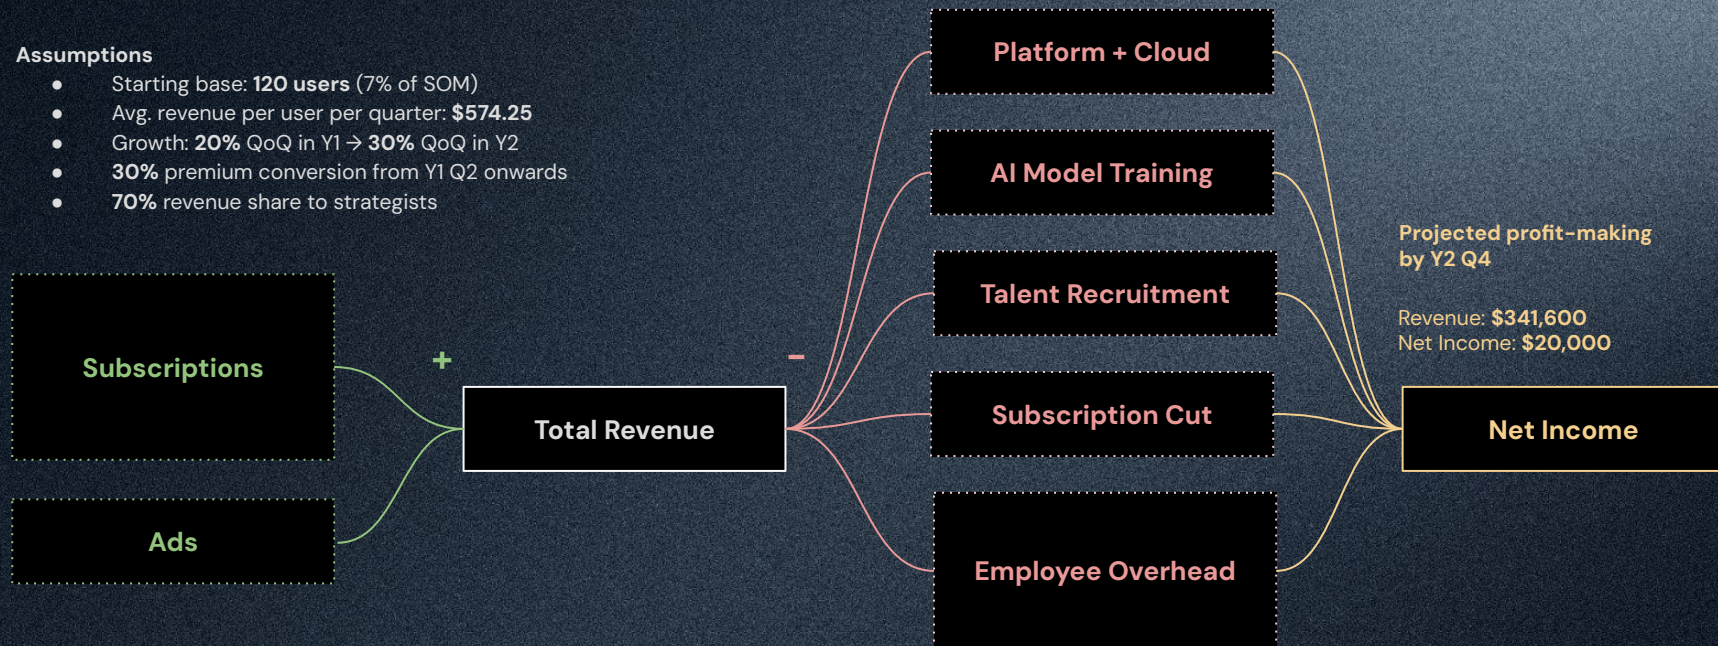 Assumptions
● Starting base: 120 users (7% of SOM)
● Avg. revenue per user per quarter: $574.25
● Growth: 20% QoQ in Y1 → 30% QoQ in Y2
● 30% premium conversion from Y1 Q2 onwards
● 70% revenue share to strategists
Subscriptions
Ads
+
Total Revenue
–
Platform + Cloud
AI Model Training
Talent Recruitment
Subscription Cut
Employee Overhead
Projected profit-making
by Y2 Q4
Revenue: $341,600
Net Income: $20,000
Net Income